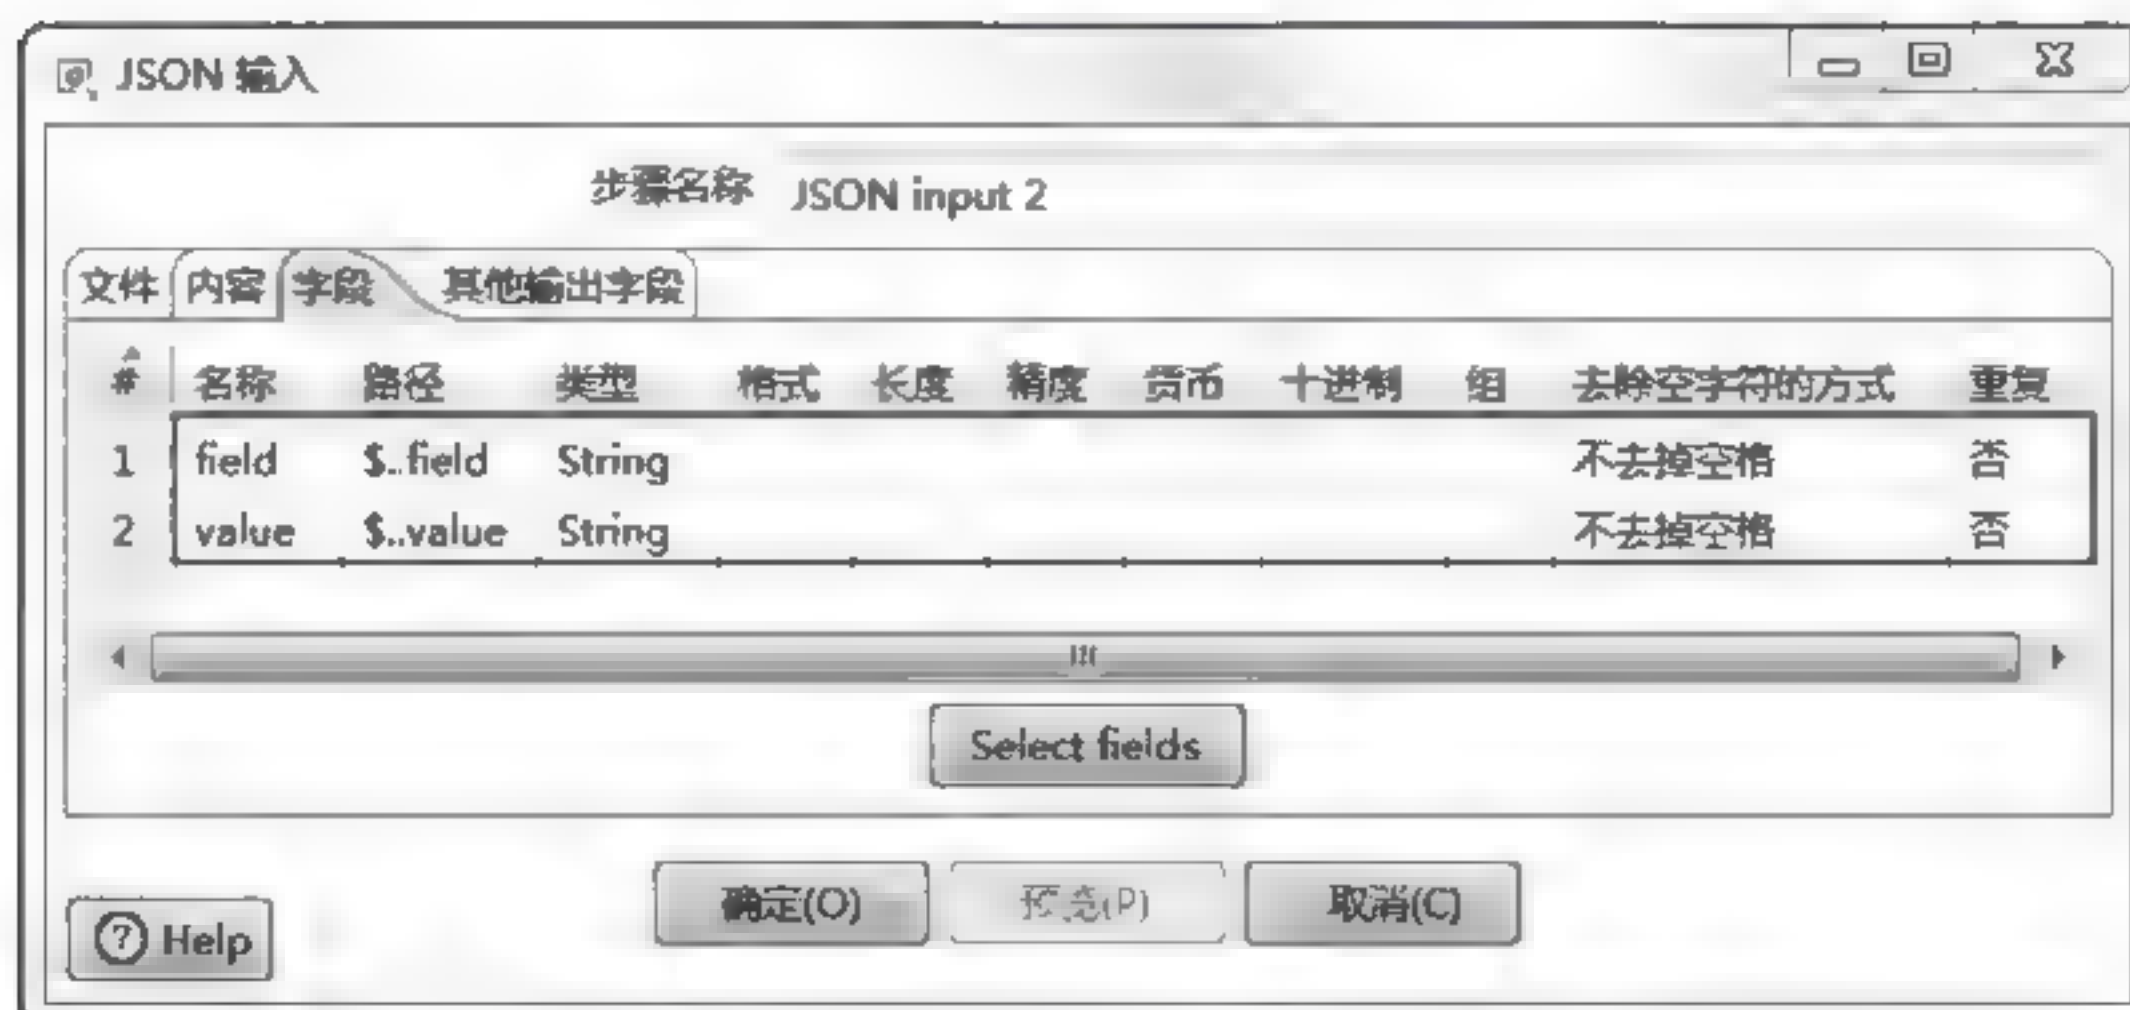 JSON 输入
步骤名称 JSON input 2
文件 内容 字段 其他输出字段
# 名称 路径 类型 格式 长度 精度 货币 十进制 组 去除空字符的方式 重复
1 field $..field String 不去掉空格 否
2 value $..value String 不去掉空格 否
Select fields
确定(O) 预览(P) 取消(C)
? Help